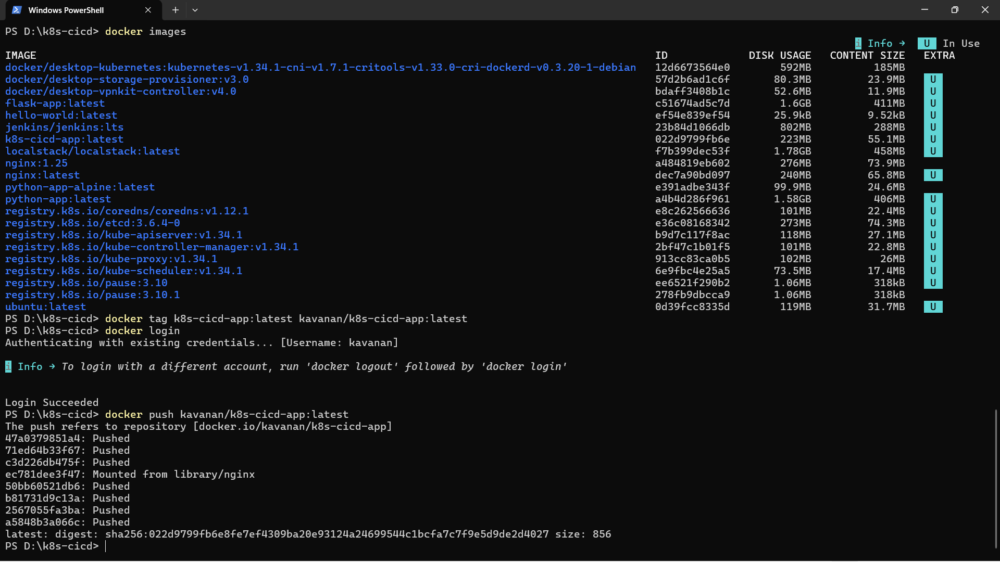 Windows PowerShell
PS D:\k8s-cicd> docker images
i Info → U In Use
IMAGE ID DISK USAGE CONTENT SIZE EXTRA
docker/desktop-kubernetes:kubernetes-v1.34.1-cni-v1.7.1-critools-v1.33.0-cri-dockerd-v0.3.20-1-debian 12d6673564e0 592MB 185MB
docker/desktop-storage-provisioner:v3.0 57d2b6ad1c6f 80.3MB 23.9MB U
docker/desktop-vpnkit-controller:v4.0 bdaff3408b1c 52.6MB 11.9MB U
flask-app:latest c51674ad5c7d 1.6GB 411MB U
hello-world:latest ef54e839ef54 25.9kB 9.52kB U
jenkins/jenkins:lts 23b84d1066db 802MB 288MB U
k8s-cicd-app:latest 022d9799fb6e 223MB 55.1MB U
localstack/localstack:latest f7b399dec53f 1.78GB 458MB U
nginx:1.25 a484819eb602 276MB 73.9MB
nginx:latest dec7a90bd097 240MB 65.8MB U
python-app-alpine:latest e391adbe343f 99.9MB 24.6MB
python-app:latest a4b4d286f961 1.58GB 406MB U
registry.k8s.io/coredns/coredns:v1.12.1 e8c262566636 101MB 22.4MB U
registry.k8s.io/etcd:3.6.4-0 e36c08168342 273MB 74.3MB U
registry.k8s.io/kube-apiserver:v1.34.1 b9d7c117f8ac 118MB 27.1MB U
registry.k8s.io/kube-controller-manager:v1.34.1 2bf47c1b01f5 101MB 22.8MB U
registry.k8s.io/kube-proxy:v1.34.1 913cc83ca0b5 102MB 26MB U
registry.k8s.io/kube-scheduler:v1.34.1 6e9fbc4e25a5 73.5MB 17.4MB U
registry.k8s.io/pause:3.10 ee6521f290b2 1.06MB 318kB U
registry.k8s.io/pause:3.10.1 278fb9dbcca9 1.06MB 318kB
ubuntu:latest 0d39fcc8335d 119MB 31.7MB U
PS D:\k8s-cicd> docker tag k8s-cicd-app:latest kavanan/k8s-cicd-app:latest
PS D:\k8s-cicd> docker login
Authenticating with existing credentials... [Username: kavanan]
i Info → To login with a different account, run 'docker logout' followed by 'docker login'
Login Succeeded
PS D:\k8s-cicd> docker push kavanan/k8s-cicd-app:latest
The push refers to repository [docker.io/kavanan/k8s-cicd-app]
47a0379851a4: Pushed
71ed64b33f67: Pushed
c3d226db475f: Pushed
ec781dee3f47: Mounted from library/nginx
50bb60521db6: Pushed
b81731d9c13a: Pushed
2567055fa3ba: Pushed
a5848b3a066c: Pushed
latest: digest: sha256:022d9799fb6e8fe7ef4309ba20e93124a24699544c1bcfa7c7f9e5d9de2d4027 size: 856
PS D:\k8s-cicd>